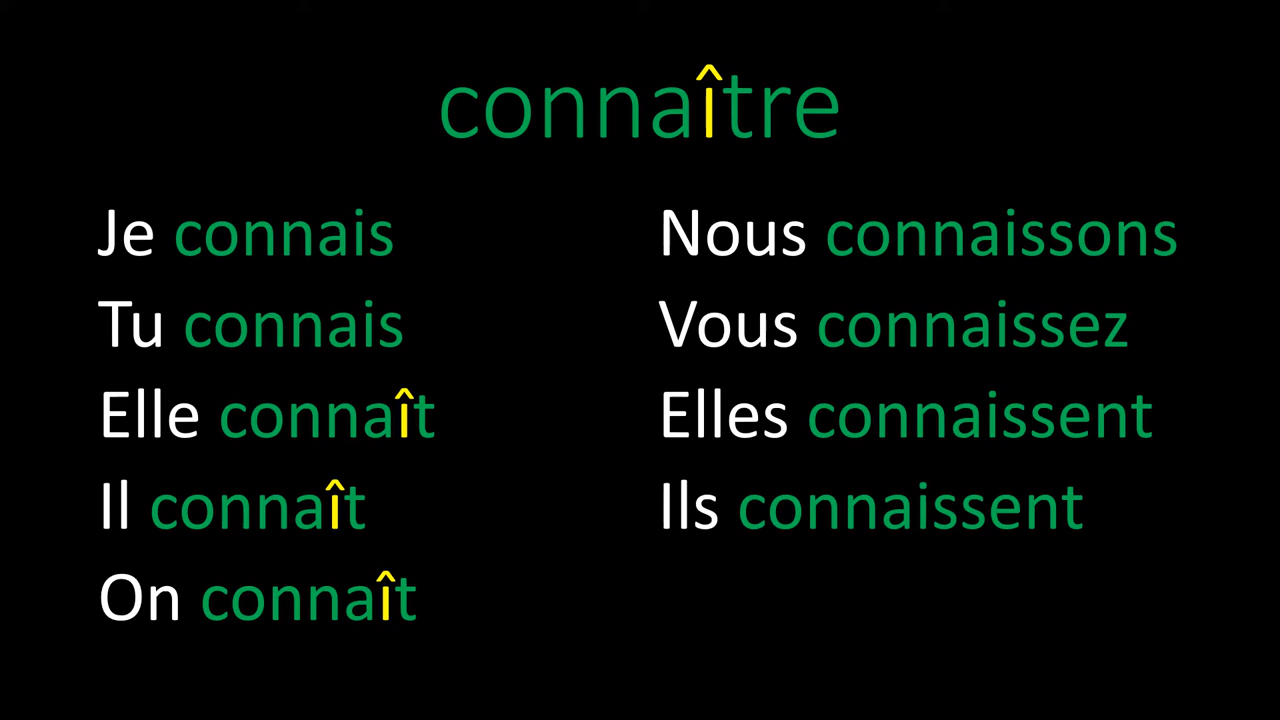 connaître
Je connais
Tu connais
Elle connaît
Il connaît
On connaît
Nous connaissons
Vous connaissez
Elles connaissent
Ils connaissent